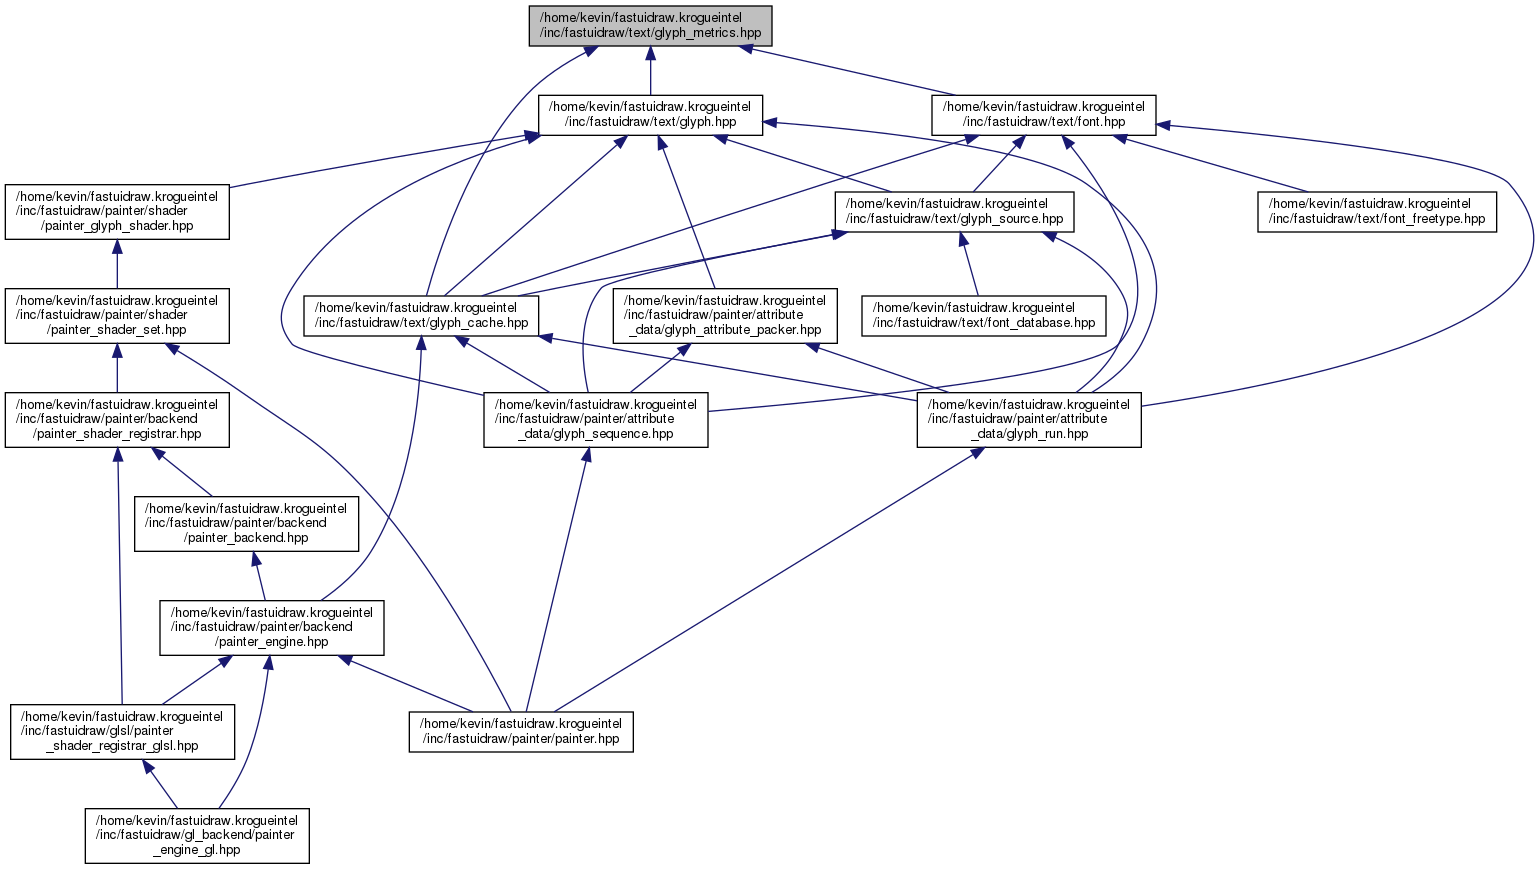 /home/kevin/fastuidraw.krogueintel
/inc/fastuidraw/text/glyph_metrics.hpp
/home/kevin/fastuidraw.krogueintel
/inc/fastuidraw/text/glyph.hpp
/home/kevin/fastuidraw.krogueintel
/inc/fastuidraw/text/font.hpp
/home/kevin/fastuidraw.krogueintel
/inc/fastuidraw/painter/shader
/painter_glyph_shader.hpp
/home/kevin/fastuidraw.krogueintel
/inc/fastuidraw/text/glyph_source.hpp
/home/kevin/fastuidraw.krogueintel
/inc/fastuidraw/text/font_freetype.hpp
/home/kevin/fastuidraw.krogueintel
/inc/fastuidraw/painter/shader
/painter_shader_set.hpp
/home/kevin/fastuidraw.krogueintel
/inc/fastuidraw/text/glyph_cache.hpp
/home/kevin/fastuidraw.krogueintel
/inc/fastuidraw/painter/attribute
_data/glyph_attribute_packer.hpp
/home/kevin/fastuidraw.krogueintel
/inc/fastuidraw/text/font_database.hpp
/home/kevin/fastuidraw.krogueintel
/inc/fastuidraw/painter/backend
/painter_shader_registrar.hpp
/home/kevin/fastuidraw.krogueintel
/inc/fastuidraw/painter/attribute
_data/glyph_sequence.hpp
/home/kevin/fastuidraw.krogueintel
/inc/fastuidraw/painter/attribute
_data/glyph_run.hpp
/home/kevin/fastuidraw.krogueintel
/inc/fastuidraw/painter/backend
/painter_backend.hpp
/home/kevin/fastuidraw.krogueintel
/inc/fastuidraw/painter/backend
/painter_engine.hpp
/home/kevin/fastuidraw.krogueintel
/inc/fastuidraw/glsl/painter
_shader_registrar_glsl.hpp
/home/kevin/fastuidraw.krogueintel
/inc/fastuidraw/painter/painter.hpp
/home/kevin/fastuidraw.krogueintel
/inc/fastuidraw/gl_backend/painter
_engine_gl.hpp